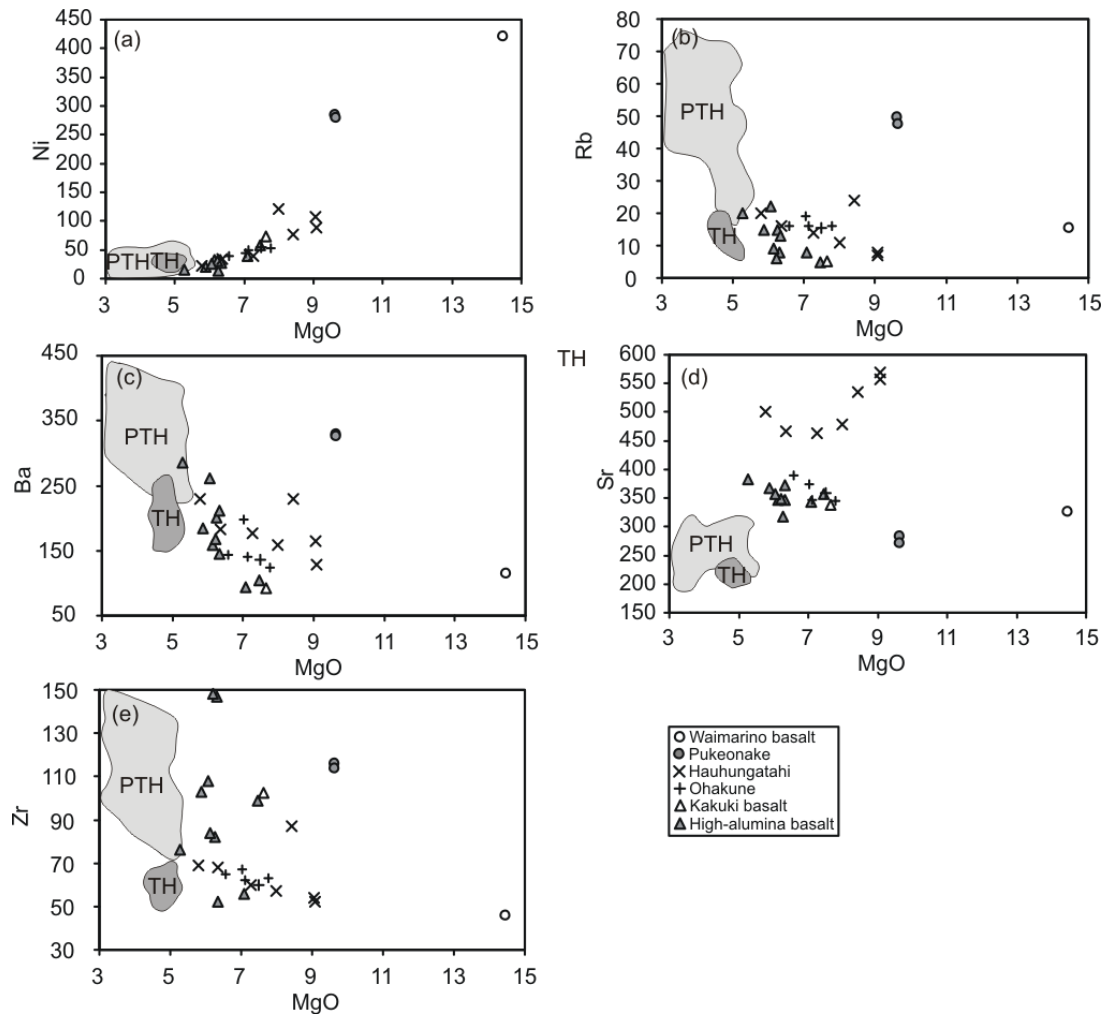 (a)
450
400
350
300
250
200
150
100
50
0
Ni
PTH
TH
3 5 7 9 11 13 15
MgO
(b)
80
70
60
50
40
30
20
10
0
Rb
PTH
TH
3 5 7 9 11 13 15
MgO
(c)
450
350
250
150
50
Ba
PTH
TH
3 5 7 9 11 13 15
MgO
TH
(d)
600
550
500
450
400
350
300
250
200
150
Sr
PTH
TH
3 5 7 9 11 13 15
MgO
(e)
150
130
110
90
70
50
30
Zr
PTH
TH
3 5 7 9 11 13 15
MgO
Waimarino basalt
Pukeonake
Hauhungatahi
Ohakune
Kakuki basalt
High-alumina basalt